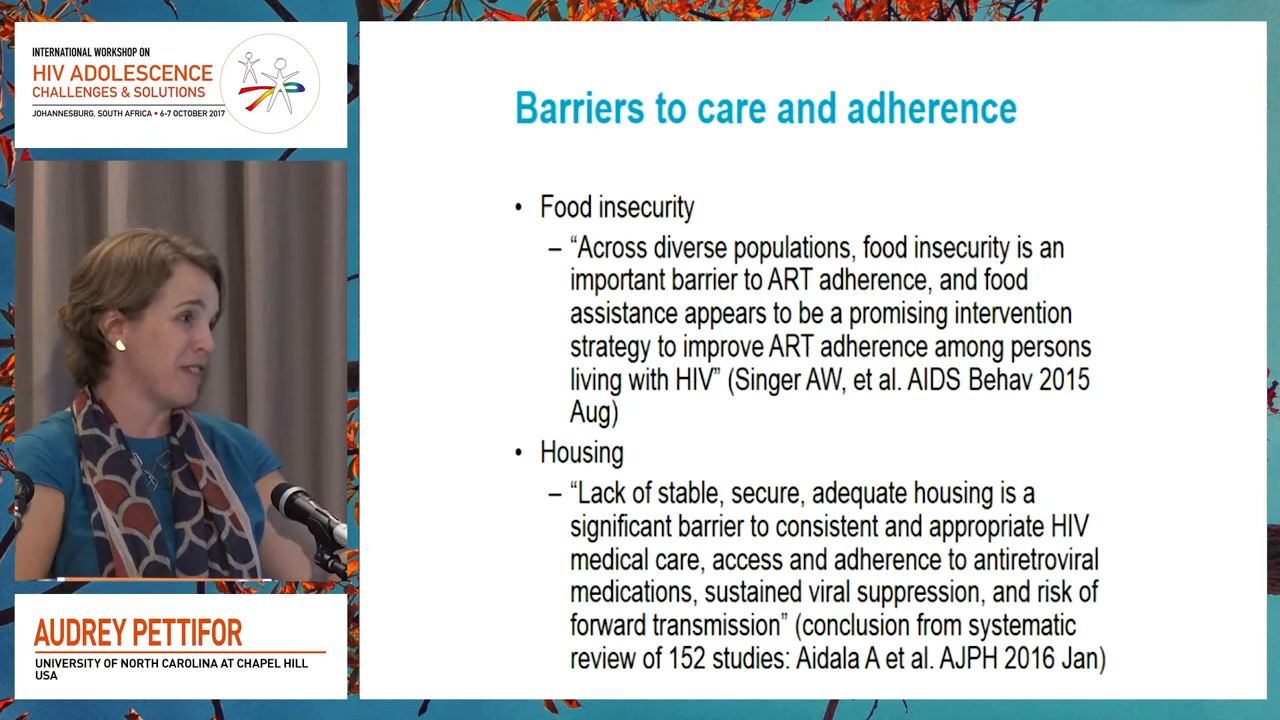 INTERNATIONAL WORKSHOP ON
HIV ADOLESCENCE
CHALLENGES & SOLUTIONS
JOHANNESBURG, SOUTH AFRICA • 6-7 OCTOBER 2017
Barriers to care and adherence
• Food insecurity
– “Across diverse populations, food insecurity is an
important barrier to ART adherence, and food
assistance appears to be a promising intervention
strategy to improve ART adherence among persons
living with HIV” (Singer AW, et al. AIDS Behav 2015
Aug)
• Housing
– “Lack of stable, secure, adequate housing is a
significant barrier to consistent and appropriate HIV
medical care, access and adherence to antiretroviral
medications, sustained viral suppression, and risk of
forward transmission” (conclusion from systematic
review of 152 studies: Aidala A et al. AJPH 2016 Jan)
AUDREY PETTIFOR
UNIVERSITY OF NORTH CAROLINA AT CHAPEL HILL
USA